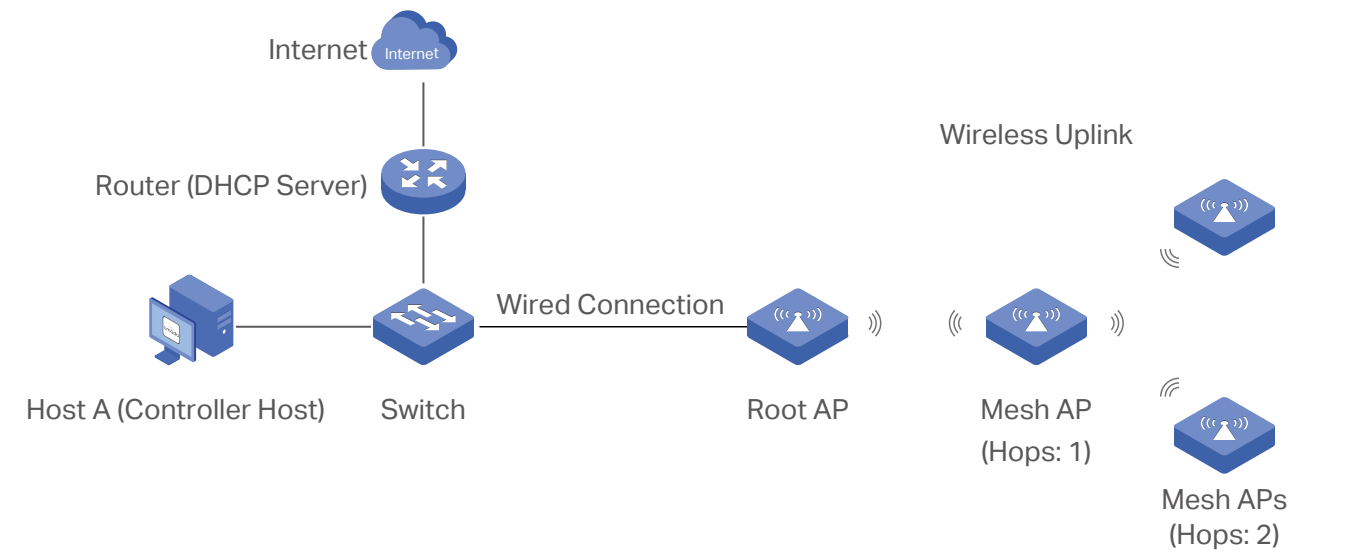 Internet
Internet
Wireless Uplink
Router (DHCP Server)
Wired Connection
Host A (Controller Host)
Switch
Root AP
Mesh AP
(Hops: 1)
Mesh APs
(Hops: 2)